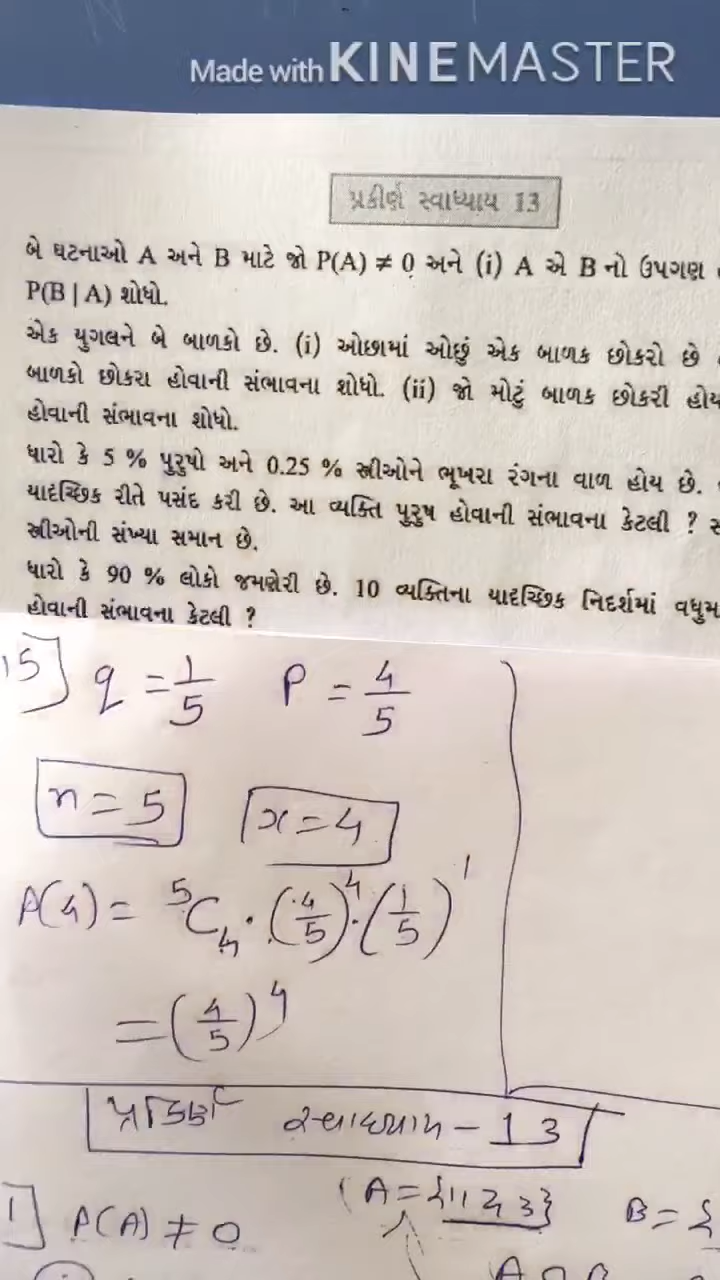 Made with KINEMASTER
પ્રકીર્ણ સ્વાધ્યાય 13
બે ઘટનાઓ A અને B માટે જો P(A) ≠ 0 અને (i) A એ B નો ઉપગણ
P(B | A) શોધો.
એક યુગલને બે બાળકો છે. (i) ઓછામાં ઓછું એક બાળક છોકરો છે
બાળકો છોકરા હોવાની સંભાવના શોધો. (ii) જો મોટું બાળક છોકરી હોય
હોવાની સંભાવના શોધો.
ધારો કે 5 % પુરુષો અને 0.25 % સ્ત્રીઓને ભૂખરા રંગના વાળ હોય છે.
યાદચ્છિક રીતે પસંદ કરી છે. આ વ્યક્તિ પુરુષ હોવાની સંભાવના કેટલી ?
સ્ત્રીઓની સંખ્યા સમાન છે.
ધારો કે 90 % લોકો જમણેરી છે. 10 વ્યક્તિના યાદચ્છિક નિદર્શમાં
હોવાની સંભાવના કેટલી ?
15] q = 1/5 P = 4/5
n = 5 x = 4
P(4) = ⁵C₄ · (4/5)⁴ · (1/5)¹
= (4/5)⁴
સ્વાધ્યાય - 13
1] P(A) ≠ 0 A = {1, 2, 3} B = {